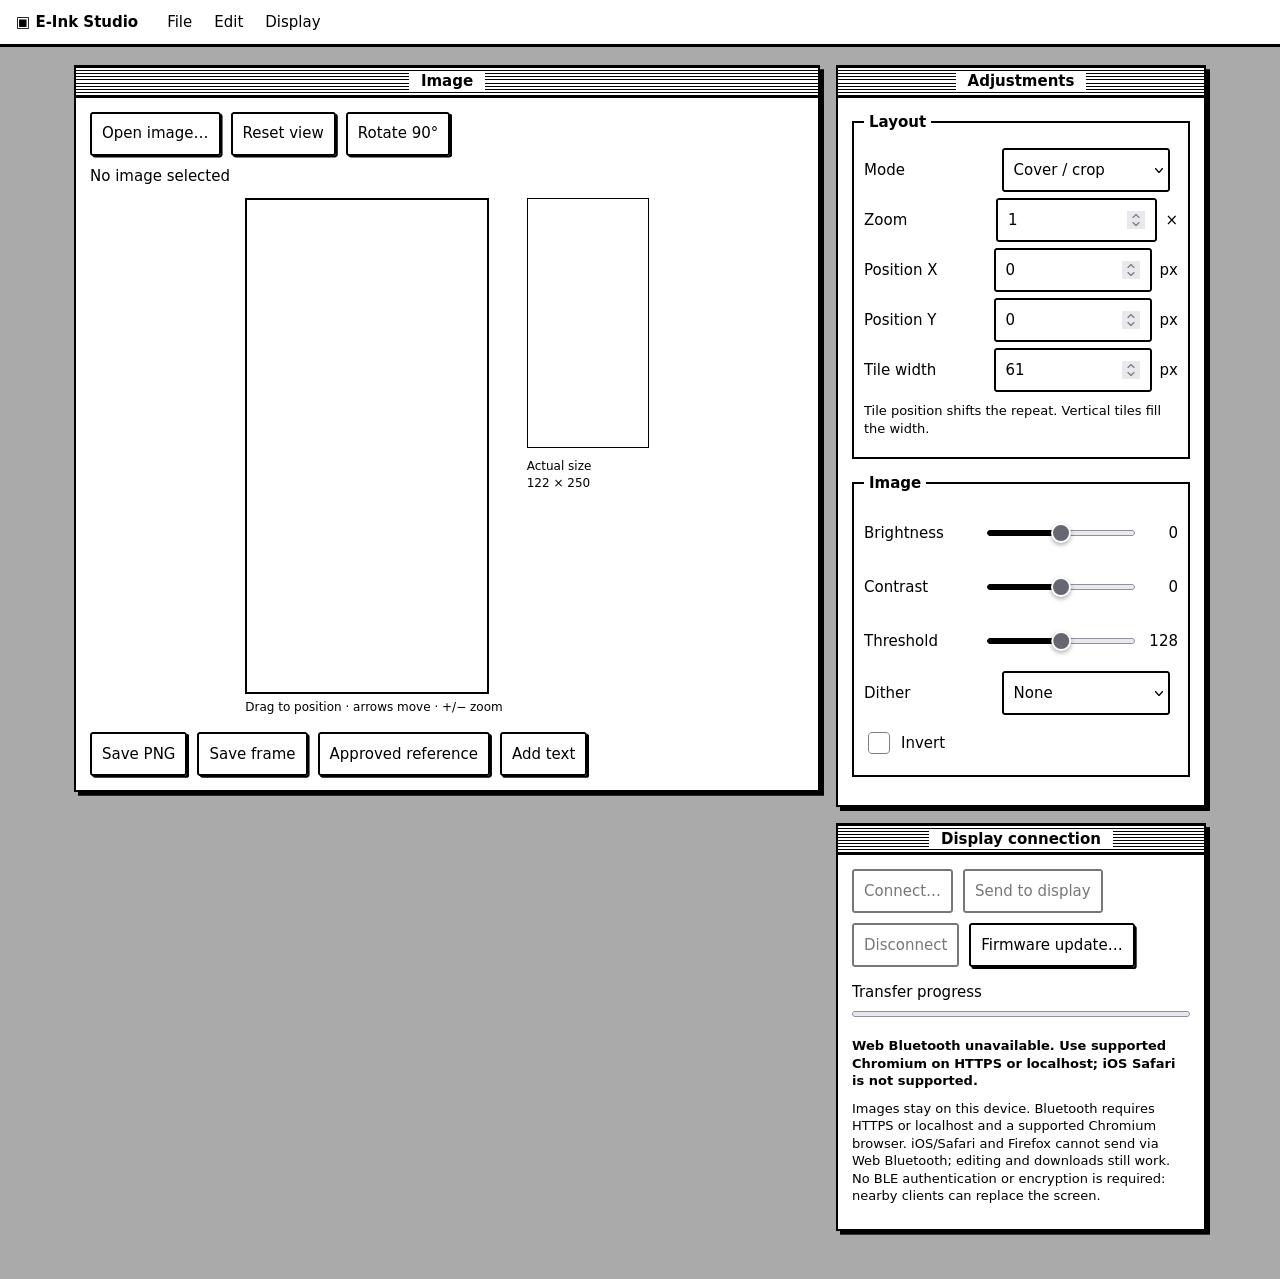 ▣ E-Ink Studio File Edit Display
Image
Open image... Reset view Rotate 90°
No image selected
Actual size
122 × 250
Drag to position · arrows move · +/− zoom
Save PNG Save frame Approved reference Add text
Adjustments
Layout
Mode Cover / crop
Zoom 1 ×
Position X 0 px
Position Y 0 px
Tile width 61 px
Tile position shifts the repeat. Vertical tiles fill
the width.
Image
Brightness 0
Contrast 0
Threshold 128
Dither None
Invert
Display connection
Connect... Send to display
Disconnect Firmware update...
Transfer progress
Web Bluetooth unavailable. Use supported
Chromium on HTTPS or localhost; iOS Safari
is not supported.
Images stay on this device. Bluetooth requires
HTTPS or localhost and a supported Chromium
browser. iOS/Safari and Firefox cannot send via
Web Bluetooth; editing and downloads still work.
No BLE authentication or encryption is required:
nearby clients can replace the screen.